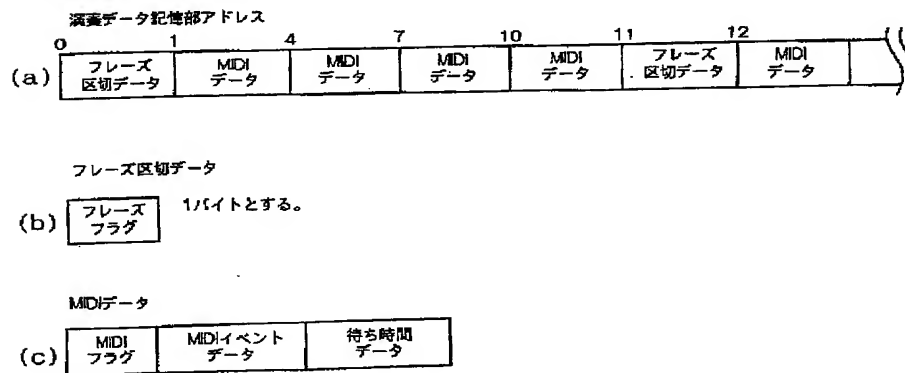 演奏データ記憶部アドレス
0 1 4 7 10 11 12
(a) フレーズ 区切データ MIDI データ MIDI データ MIDI データ MIDI データ フレーズ 区切データ MIDI データ
フレーズ区切データ
(b) フレーズ フラグ 1バイトとする。
MIDIデータ
(c) MIDI フラグ MIDIイベント データ 待ち時間 データ